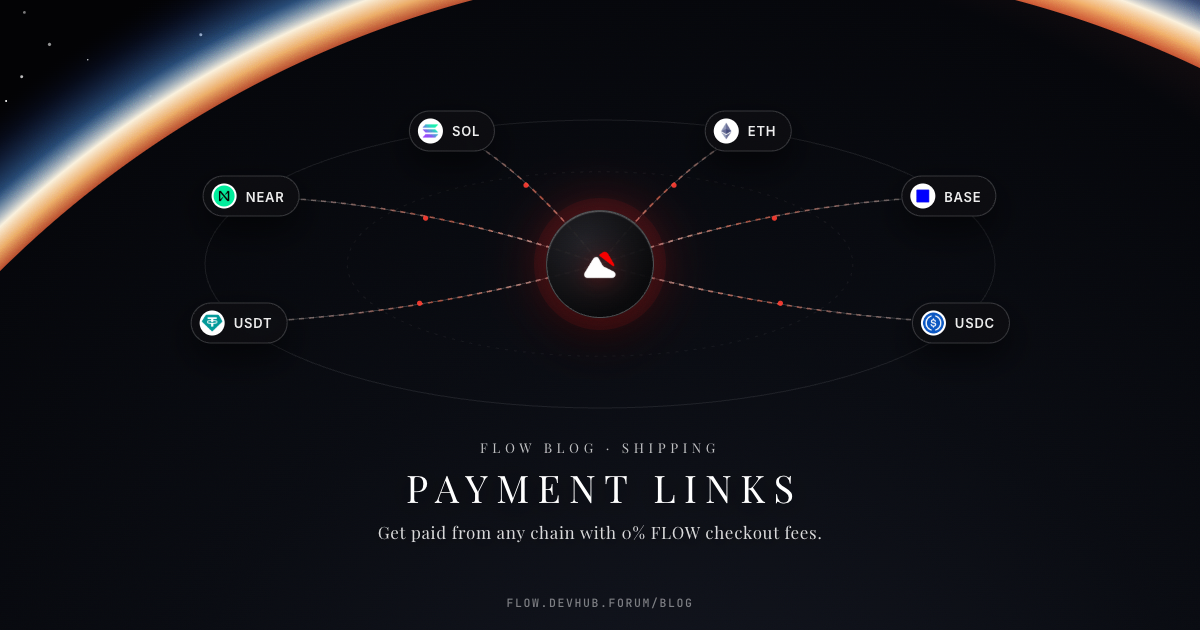 SOL
ETH
NEAR
BASE
USDT
USDC
FLOW BLOG · SHIPPING
PAYMENT LINKS
Get paid from any chain with 0% FLOW checkout fees.
FLOW.DEVHUB.FORUM/BLOG